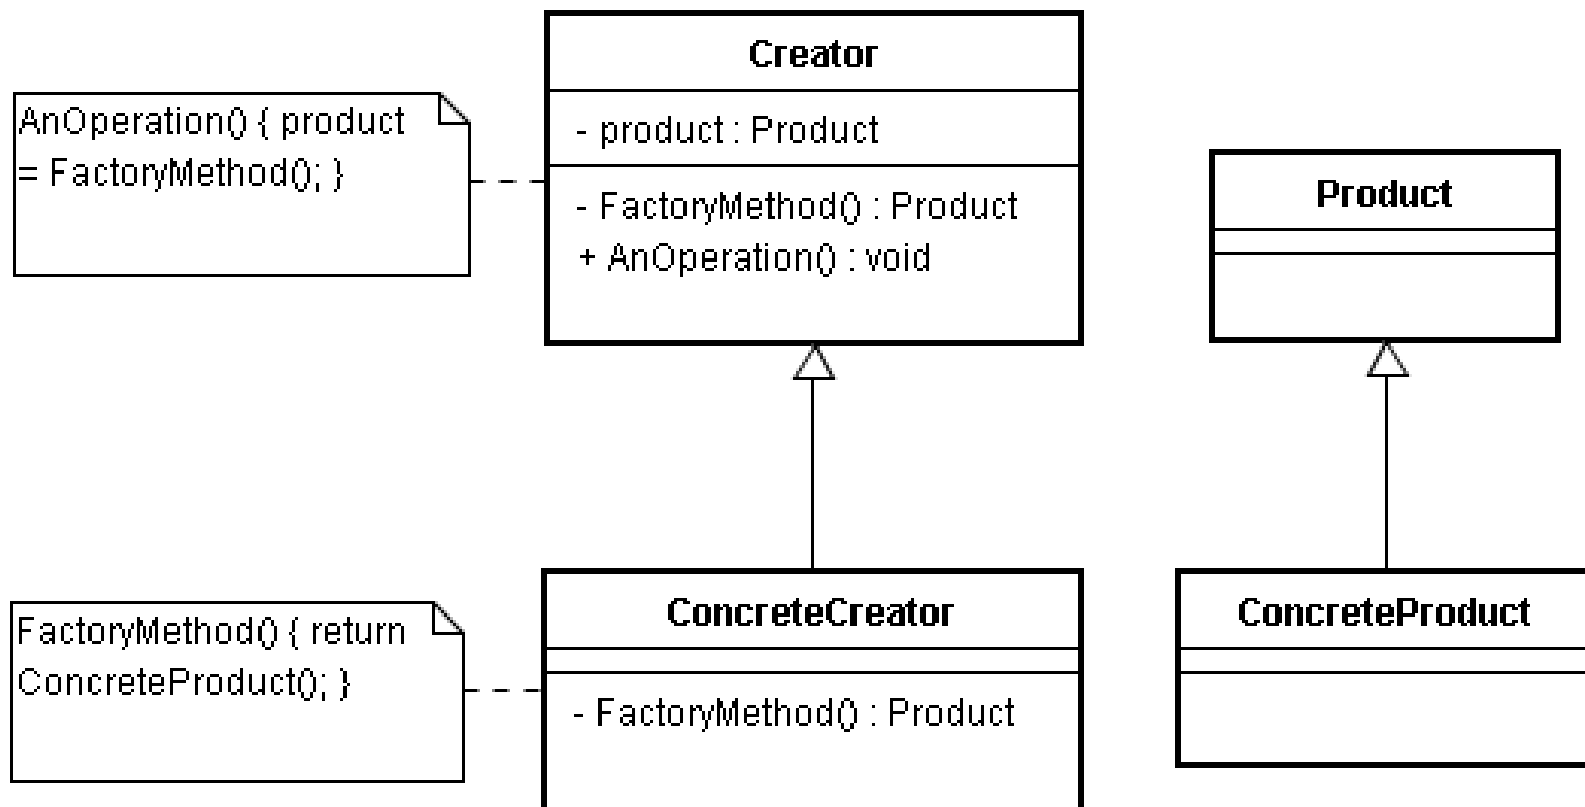 Creator
- product : Product
- FactoryMethod() : Product
+ AnOperation() : void
AnOperation() { product
= FactoryMethod(); }
Product
ConcreteCreator
- FactoryMethod() : Product
FactoryMethod() { return
ConcreteProduct(); }
ConcreteProduct